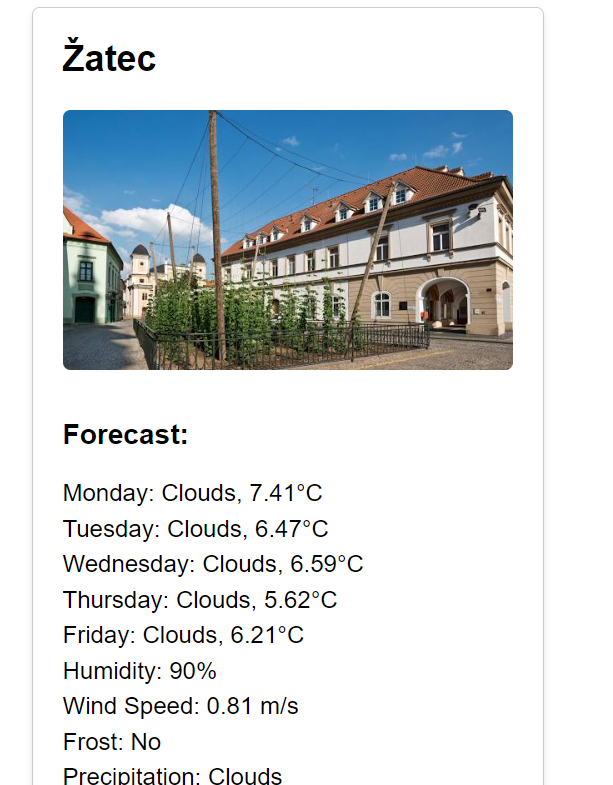 Žatec
Forecast:
Monday: Clouds, 7.41°C
Tuesday: Clouds, 6.47°C
Wednesday: Clouds, 6.59°C
Thursday: Clouds, 5.62°C
Friday: Clouds, 6.21°C
Humidity: 90%
Wind Speed: 0.81 m/s
Frost: No
Precipitation: Clouds